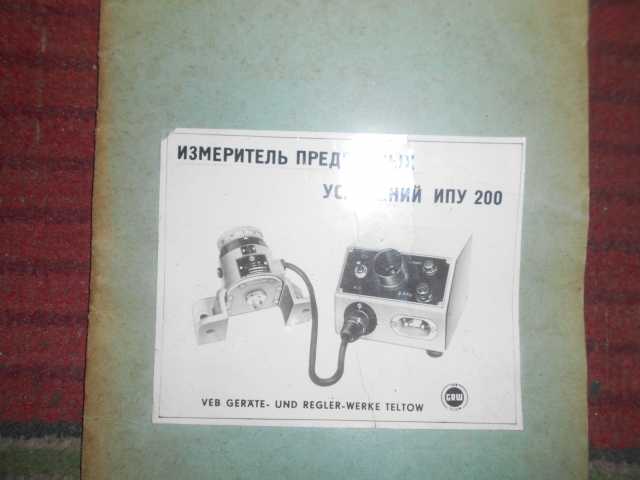 ИЗМЕРИТЕЛЬ
ИПУ 200
VEB GERÄTE- UND REGLER-WERKE TELTOW
GRW